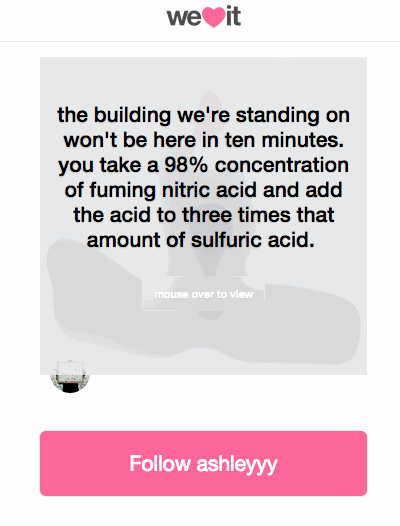 we it
the building we're standing on
won't be here in ten minutes.
you take a 98% concentration
of fuming nitric acid and add
the acid to three times that
amount of sulfuric acid.
mouse over to view
Follow ashleyyy